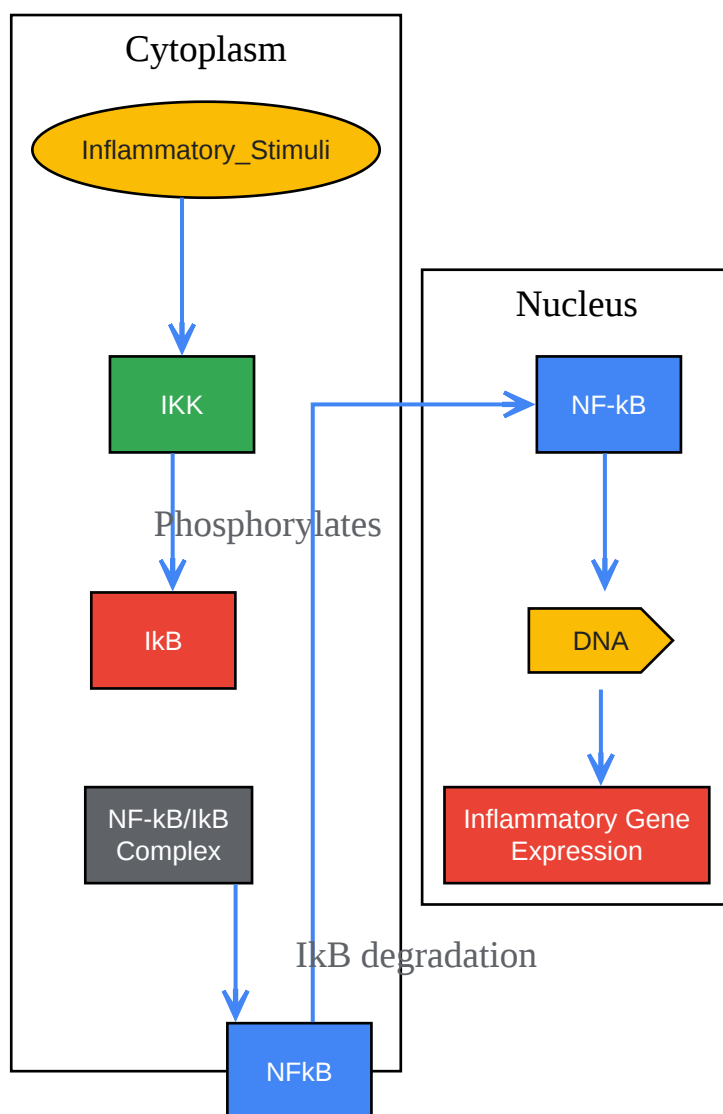 Cytoplasm
Inflammatory_Stimuli
IKK
Phosphorylates
IkB
NF-kB/IkB
Complex
IkB degradation
NFkB
Nucleus
NF-kB
DNA
Inflammatory Gene
Expression